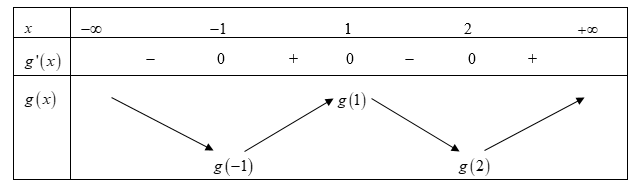 x −∞ −1 1 2 +∞
g'(x) − 0 + 0 − 0 +
g(x) g(1)
g(−1) g(2)